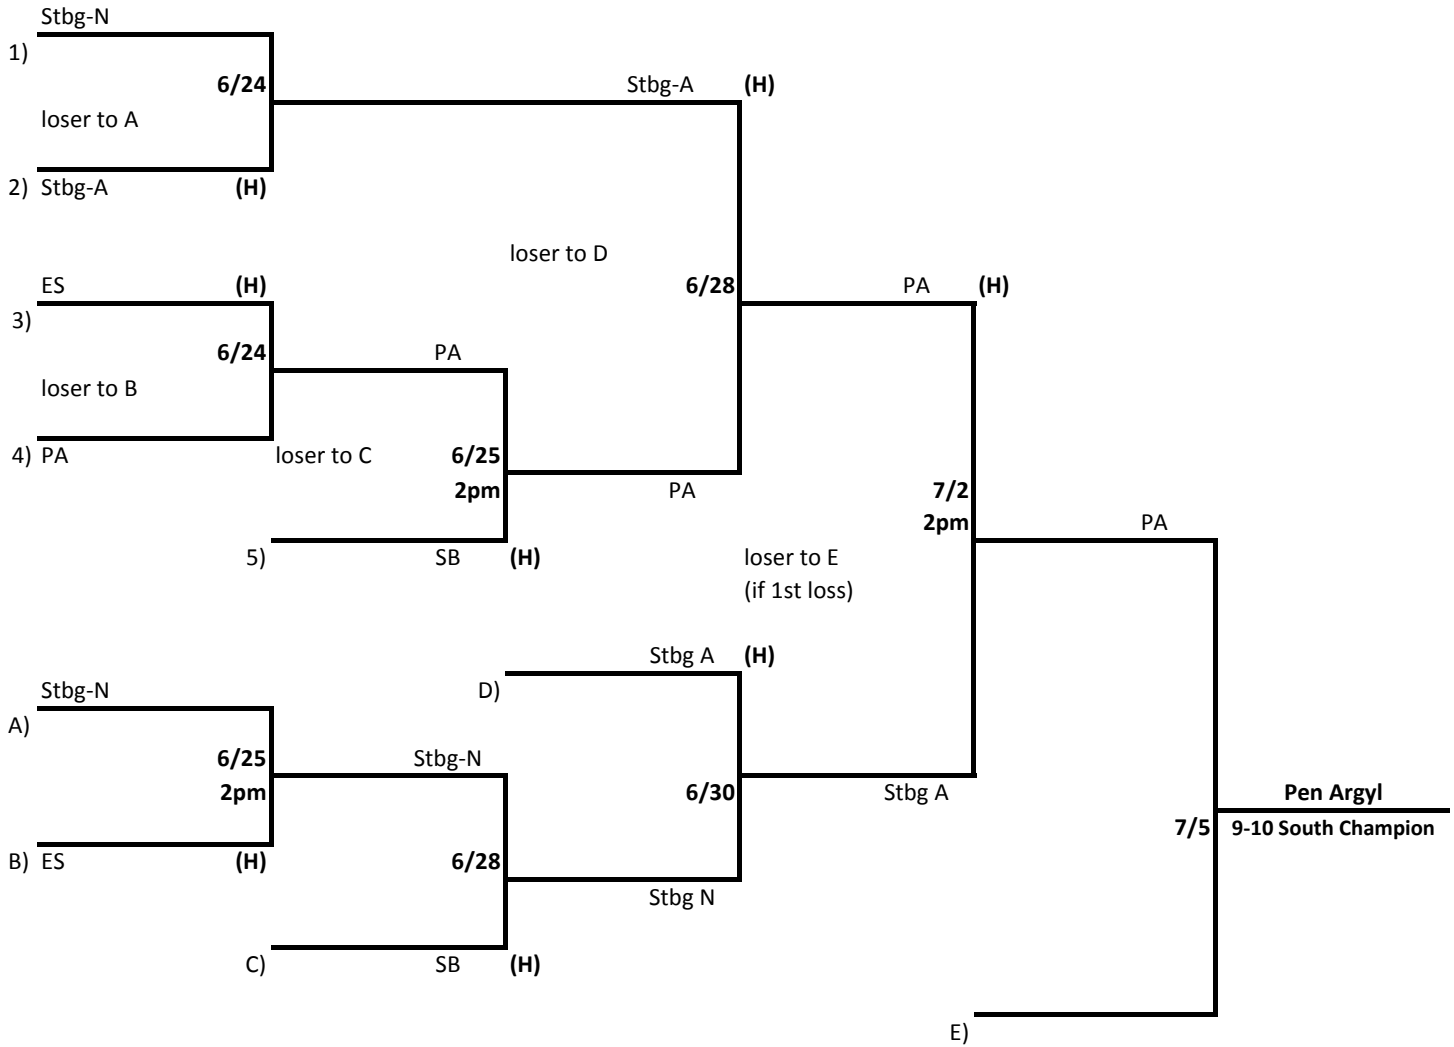 Stbg-N
1)
6/24
Stbg-A (H)
loser to A
2) Stbg-A (H)
loser to D
ES (H)
6/28
PA (H)
3)
6/24
PA
loser to B
4) PA
loser to C
6/25
2pm
PA
7/2
2pm
PA
5)
SB (H)
loser to E
(if 1st loss)
Stbg A (H)
D)
Stbg-N
A)
6/25
2pm
Stbg-N
6/30
Stbg A
Pen Argyl
7/5
9-10 South Champion
B) ES (H)
6/28
Stbg N
C)
SB (H)
E)